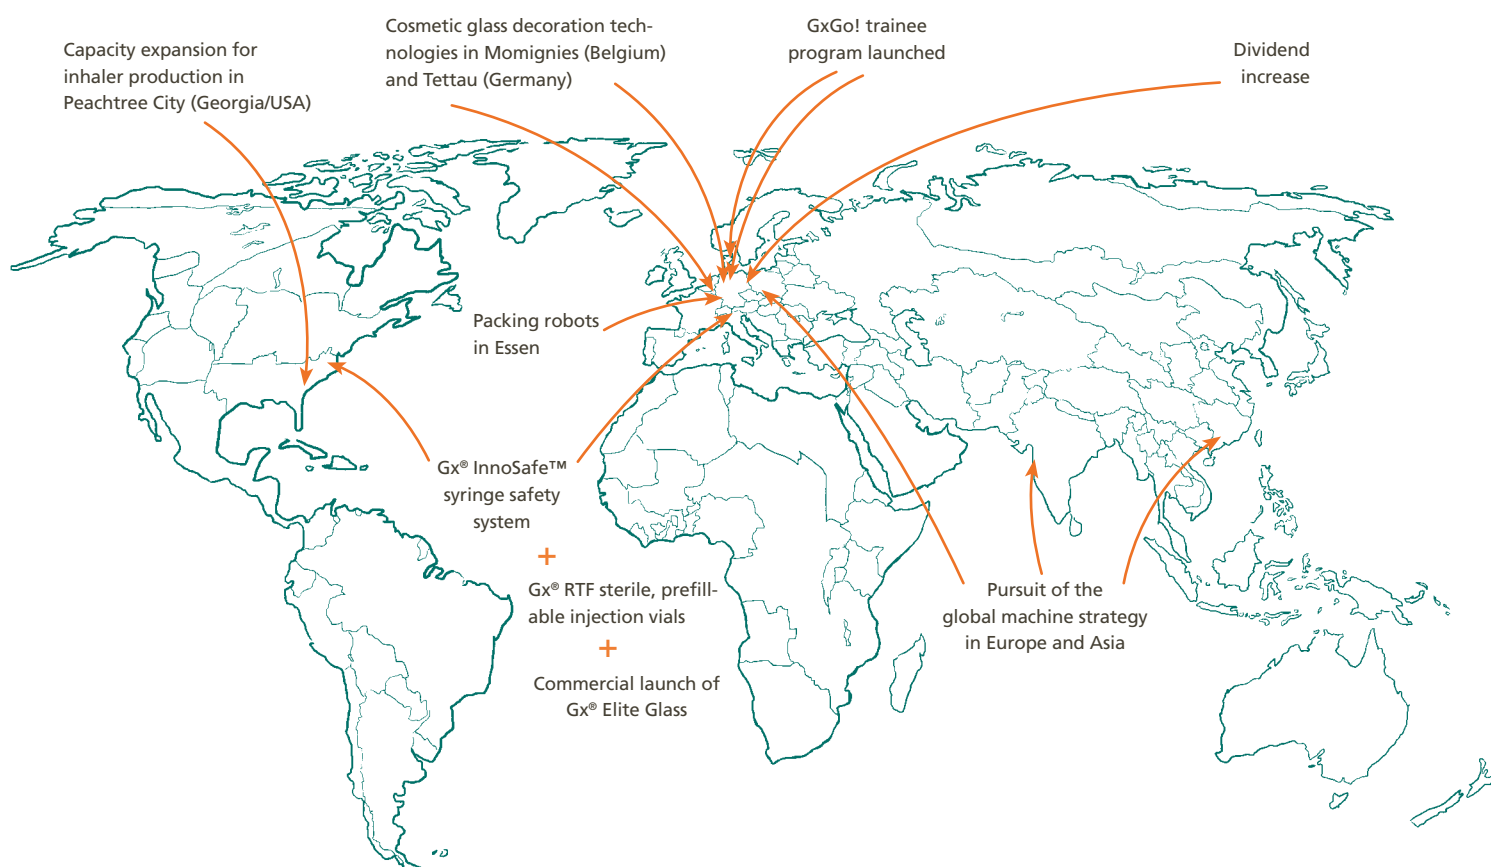 Capacity expansion for
inhaler production in
Peachtree City (Georgia/USA)
Cosmetic glass decoration tech-
nologies in Momignies (Belgium)
and Tettau (Germany)
GxGo! trainee
program launched
Dividend
increase
Packing robots
in Essen
Gx® InnoSafe™
syringe safety
system
+
Gx® RTF sterile, prefill-
able injection vials
+
Commercial launch of
Gx® Elite Glass
Pursuit of the
global machine strategy
in Europe and Asia